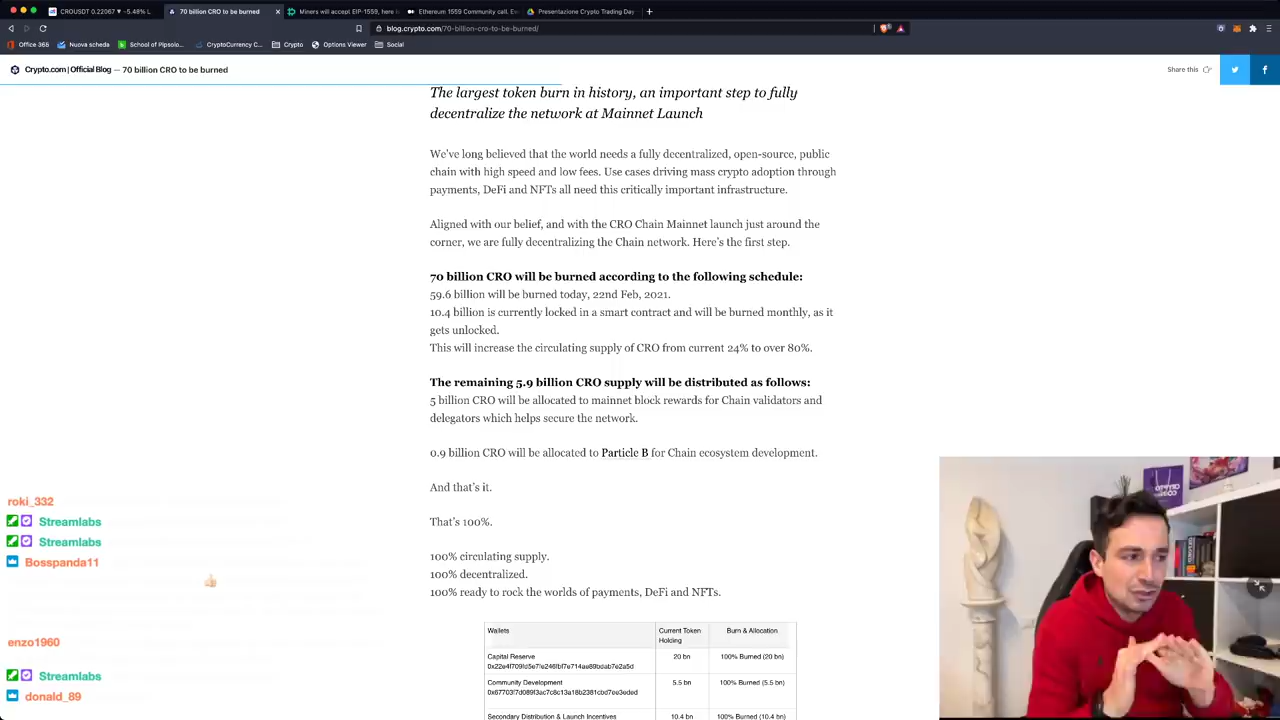 CROUSDT 0.22067 ▼ −5.48% L
70 billion CRO to be burned
Miners will accept EIP-1559, here is
Ethereum 1559 Community call. E
Presentazione Crypto Trading Day
blog.crypto.com/70-billion-cro-to-be-burned/
Office 365
Nuova scheda
School of Pipsolo...
CryptoCurrency C...
Crypto
Options Viewer
Social
Crypto.com | Official Blog — 70 billion CRO to be burned
Share this
The largest token burn in history, an important step to fully
decentralize the network at Mainnet Launch
We've long believed that the world needs a fully decentralized, open-source, public
chain with high speed and low fees. Use cases driving mass crypto adoption through
payments, DeFi and NFTs all need this critically important infrastructure.
Aligned with our belief, and with the CRO Chain Mainnet launch just around the
corner, we are fully decentralizing the Chain network. Here's the first step.
70 billion CRO will be burned according to the following schedule:
59.6 billion will be burned today, 22nd Feb, 2021.
10.4 billion is currently locked in a smart contract and will be burned monthly, as it
gets unlocked.
This will increase the circulating supply of CRO from current 24% to over 80%.
The remaining 5.9 billion CRO supply will be distributed as follows:
5 billion CRO will be allocated to mainnet block rewards for Chain validators and
delegators which helps secure the network.
0.9 billion CRO will be allocated to Particle B for Chain ecosystem development.
And that's it.
That's 100%.
100% circulating supply.
100% decentralized.
100% ready to rock the worlds of payments, DeFi and NFTs.
Wallets
Current Token
Holding
Burn & Allocation
Capital Reserve
20 bn
100% Burned (20 bn)
Community Development
5.5 bn
100% Burned (5.5 bn)
Secondary Distribution & Launch Incentives
10.4 bn
100% Burned (10.4 bn)
roki_332
Streamlabs
Streamlabs
Bosspanda11
enzo1960
Streamlabs
donald_89